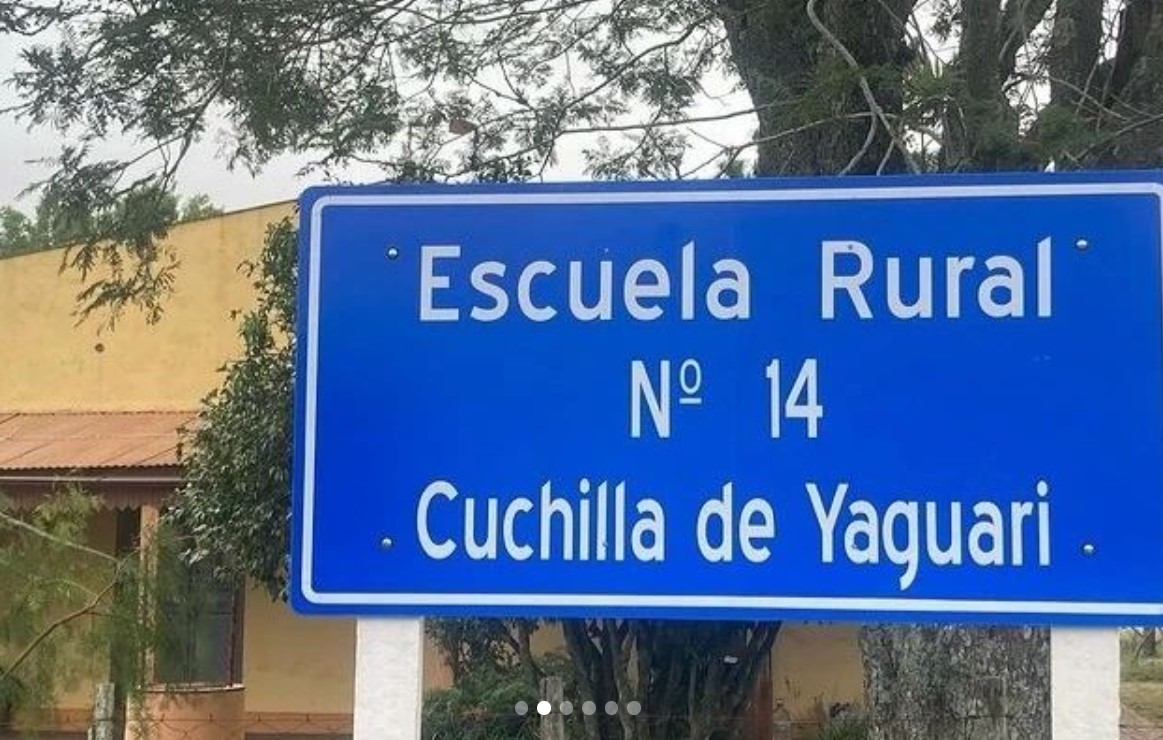 Escuela Rural
Nº 14
Cuchilla de Yaguari